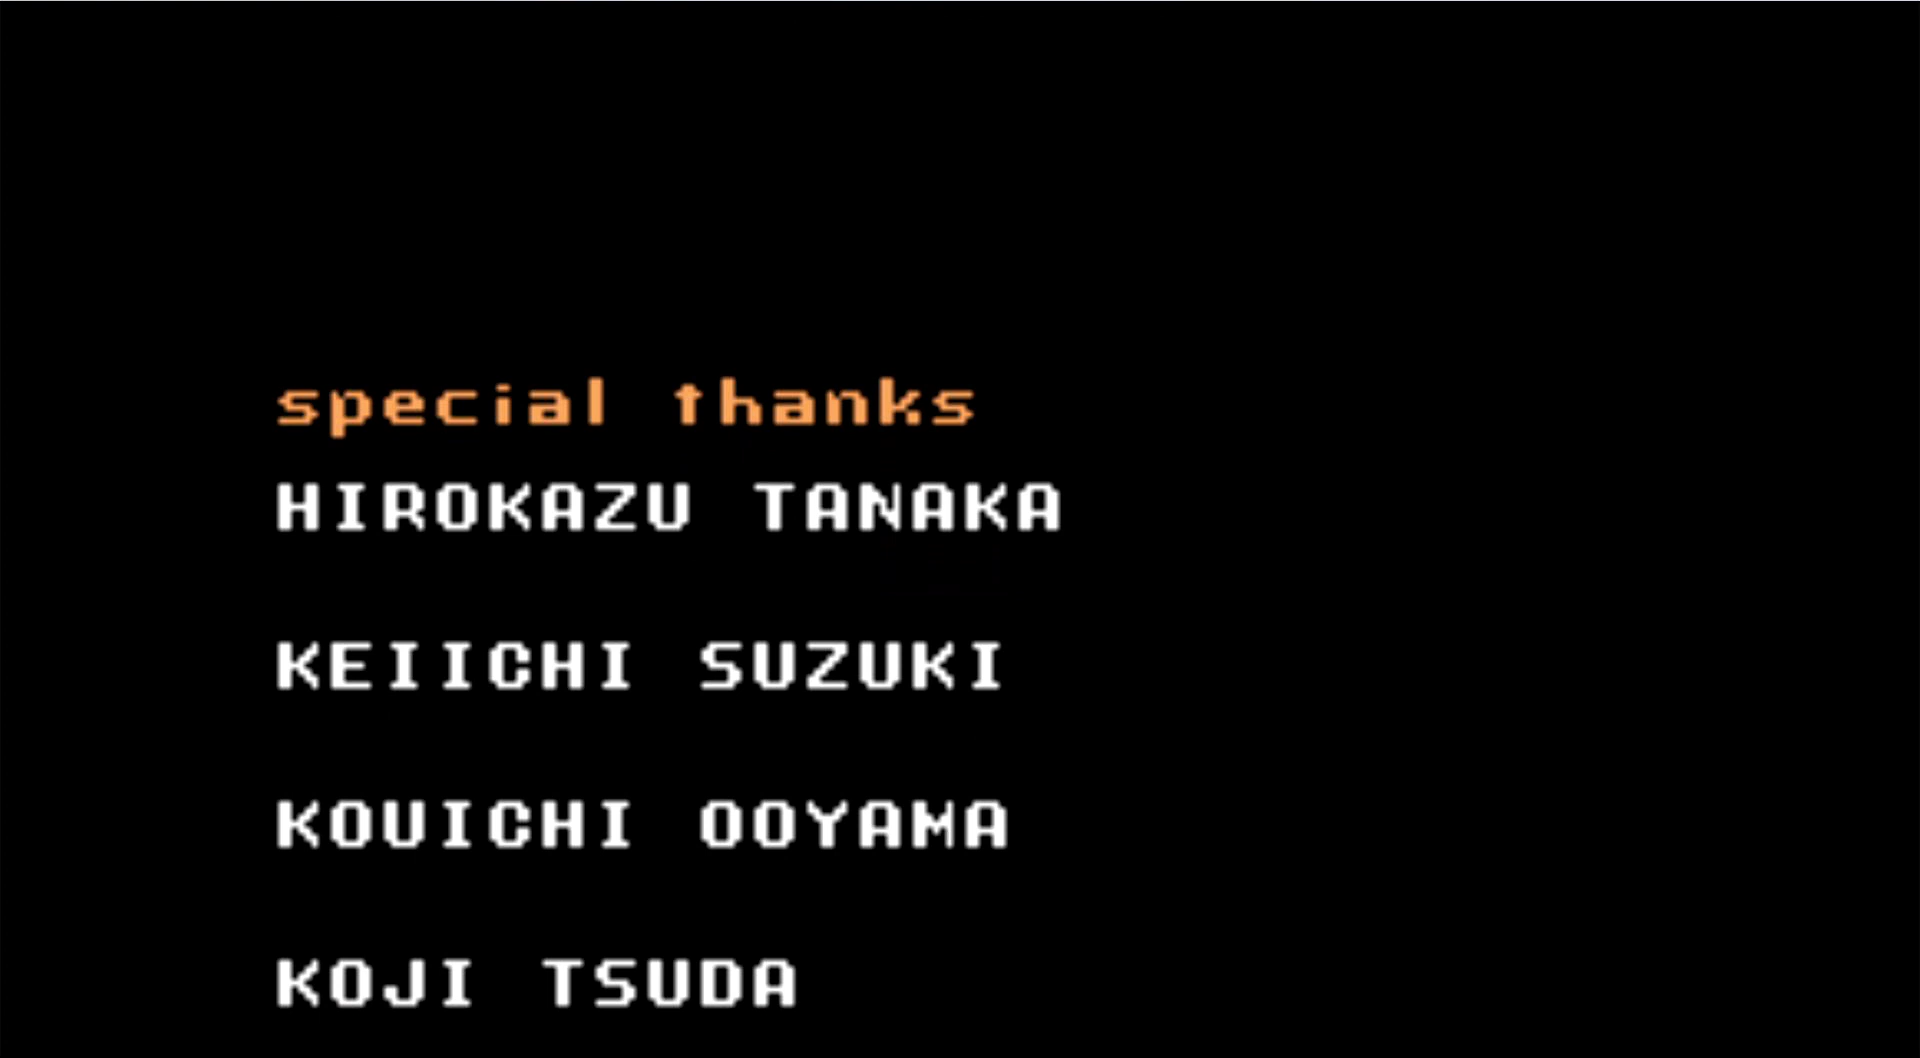 special thanks
HIROKAZU TANAKA
KEIICHI SUZUKI
KOUICHI OOYAMA
KOJI TSUDA